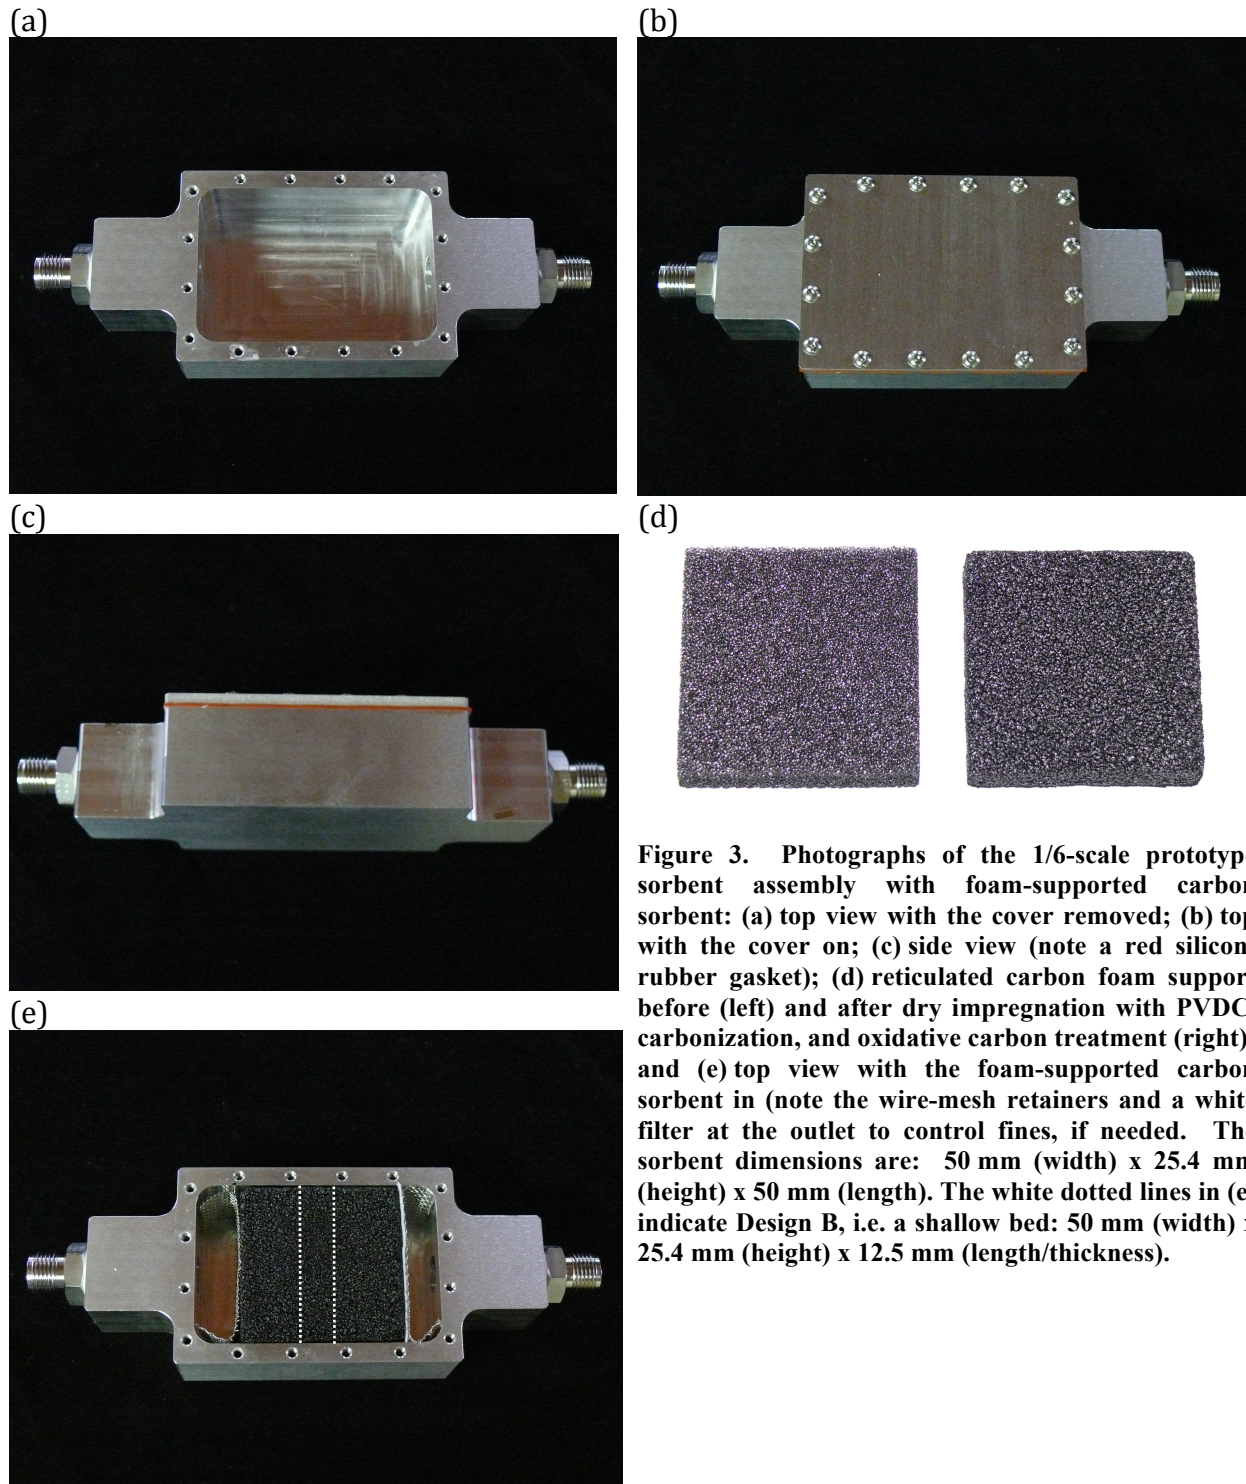 (a)
(b)
(c)
(d)
Figure 3. Photographs of the 1/6-scale prototyp
sorbent assembly with foam-supported carbon
sorbent: (a) top view with the cover removed; (b) top
with the cover on; (c) side view (note a red silicon
rubber gasket); (d) reticulated carbon foam suppor
before (left) and after dry impregnation with PVDC
carbonization, and oxidative carbon treatment (right)
and (e) top view with the foam-supported carbon
sorbent in (note the wire-mesh retainers and a whit
filter at the outlet to control fines, if needed. Th
sorbent dimensions are: 50 mm (width) x 25.4 mm
(height) x 50 mm (length). The white dotted lines in (e
indicate Design B, i.e. a shallow bed: 50 mm (width) x
25.4 mm (height) x 12.5 mm (length/thickness).
(e)